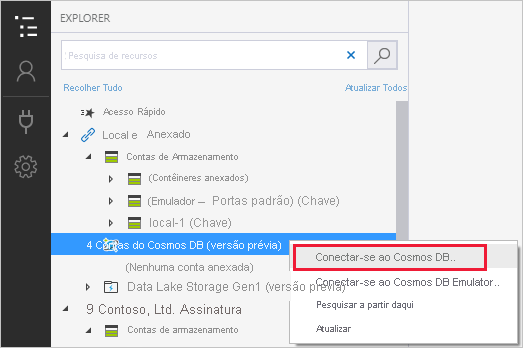 EXPLORER
Pesquisa de recursos
Recolher Tudo Atualizar Todos
Acesso Rápido
Local e Anexado
Contas de Armazenamento
(Contêineres anexados)
(Emulador – Portas padrão) (Chave)
local-1 (Chave)
4 Contas do Cosmos DB (versão prévia)
Conectar-se ao Cosmos DB..
(Nenhuma conta anexada)
Conectar-se ao Cosmos DB Emulator..
Data Lake Storage Gen1 (versão prévia)
Pesquisar a partir daqui
9 Contoso, Ltd. Assinatura
Contas de armazenamento
Atualizar